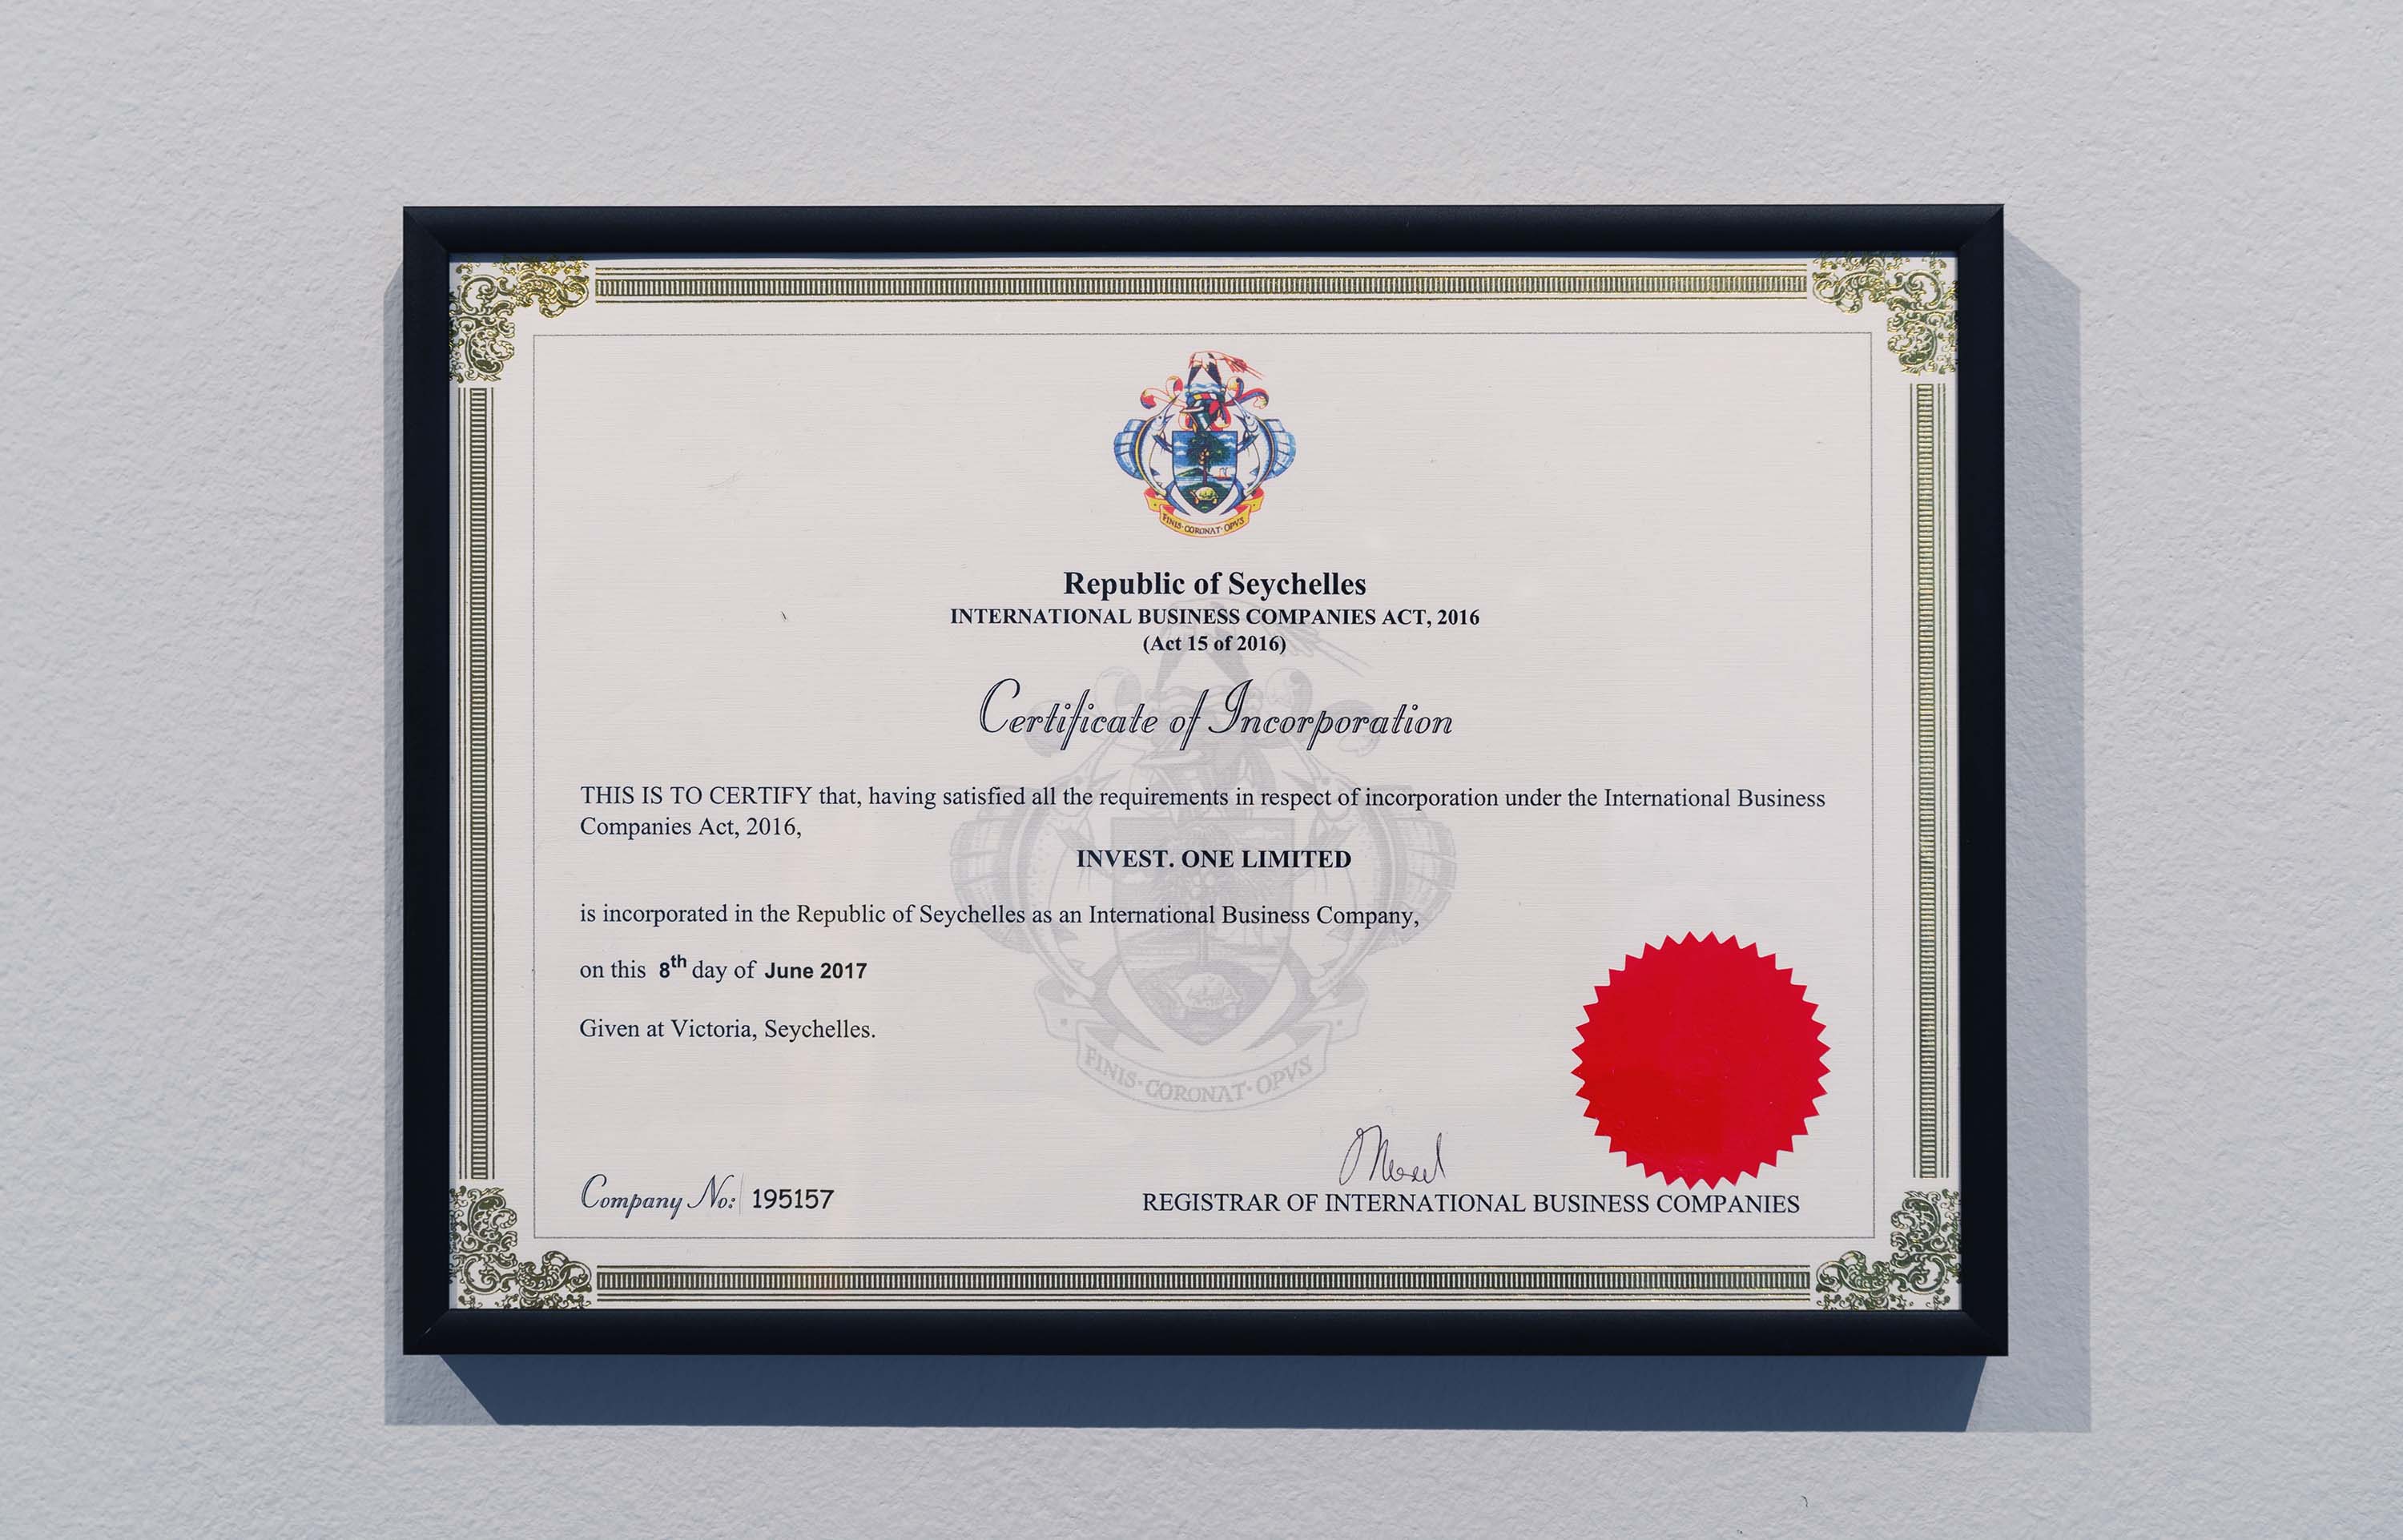 FINIS·CORONAT·OPVS
Republic of Seychelles
INTERNATIONAL BUSINESS COMPANIES ACT, 2016
(Act 15 of 2016)
Certificate of Incorporation
THIS IS TO CERTIFY that, having satisfied all the requirements in respect of incorporation under the International Business
Companies Act, 2016,
INVEST. ONE LIMITED
is incorporated in the Republic of Seychelles as an International Business Company,
on this 8th day of June 2017
Given at Victoria, Seychelles.
FINIS·CORONAT·OPVS
Company No: 195157
REGISTRAR OF INTERNATIONAL BUSINESS COMPANIES